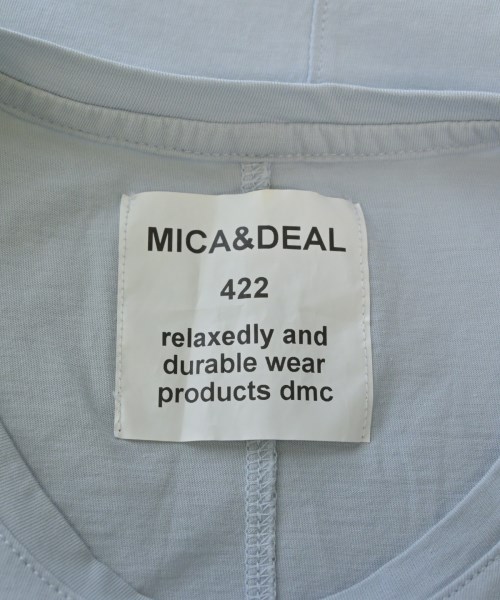 MICA&DEAL
422
relaxedly and
durable wear
products dmc